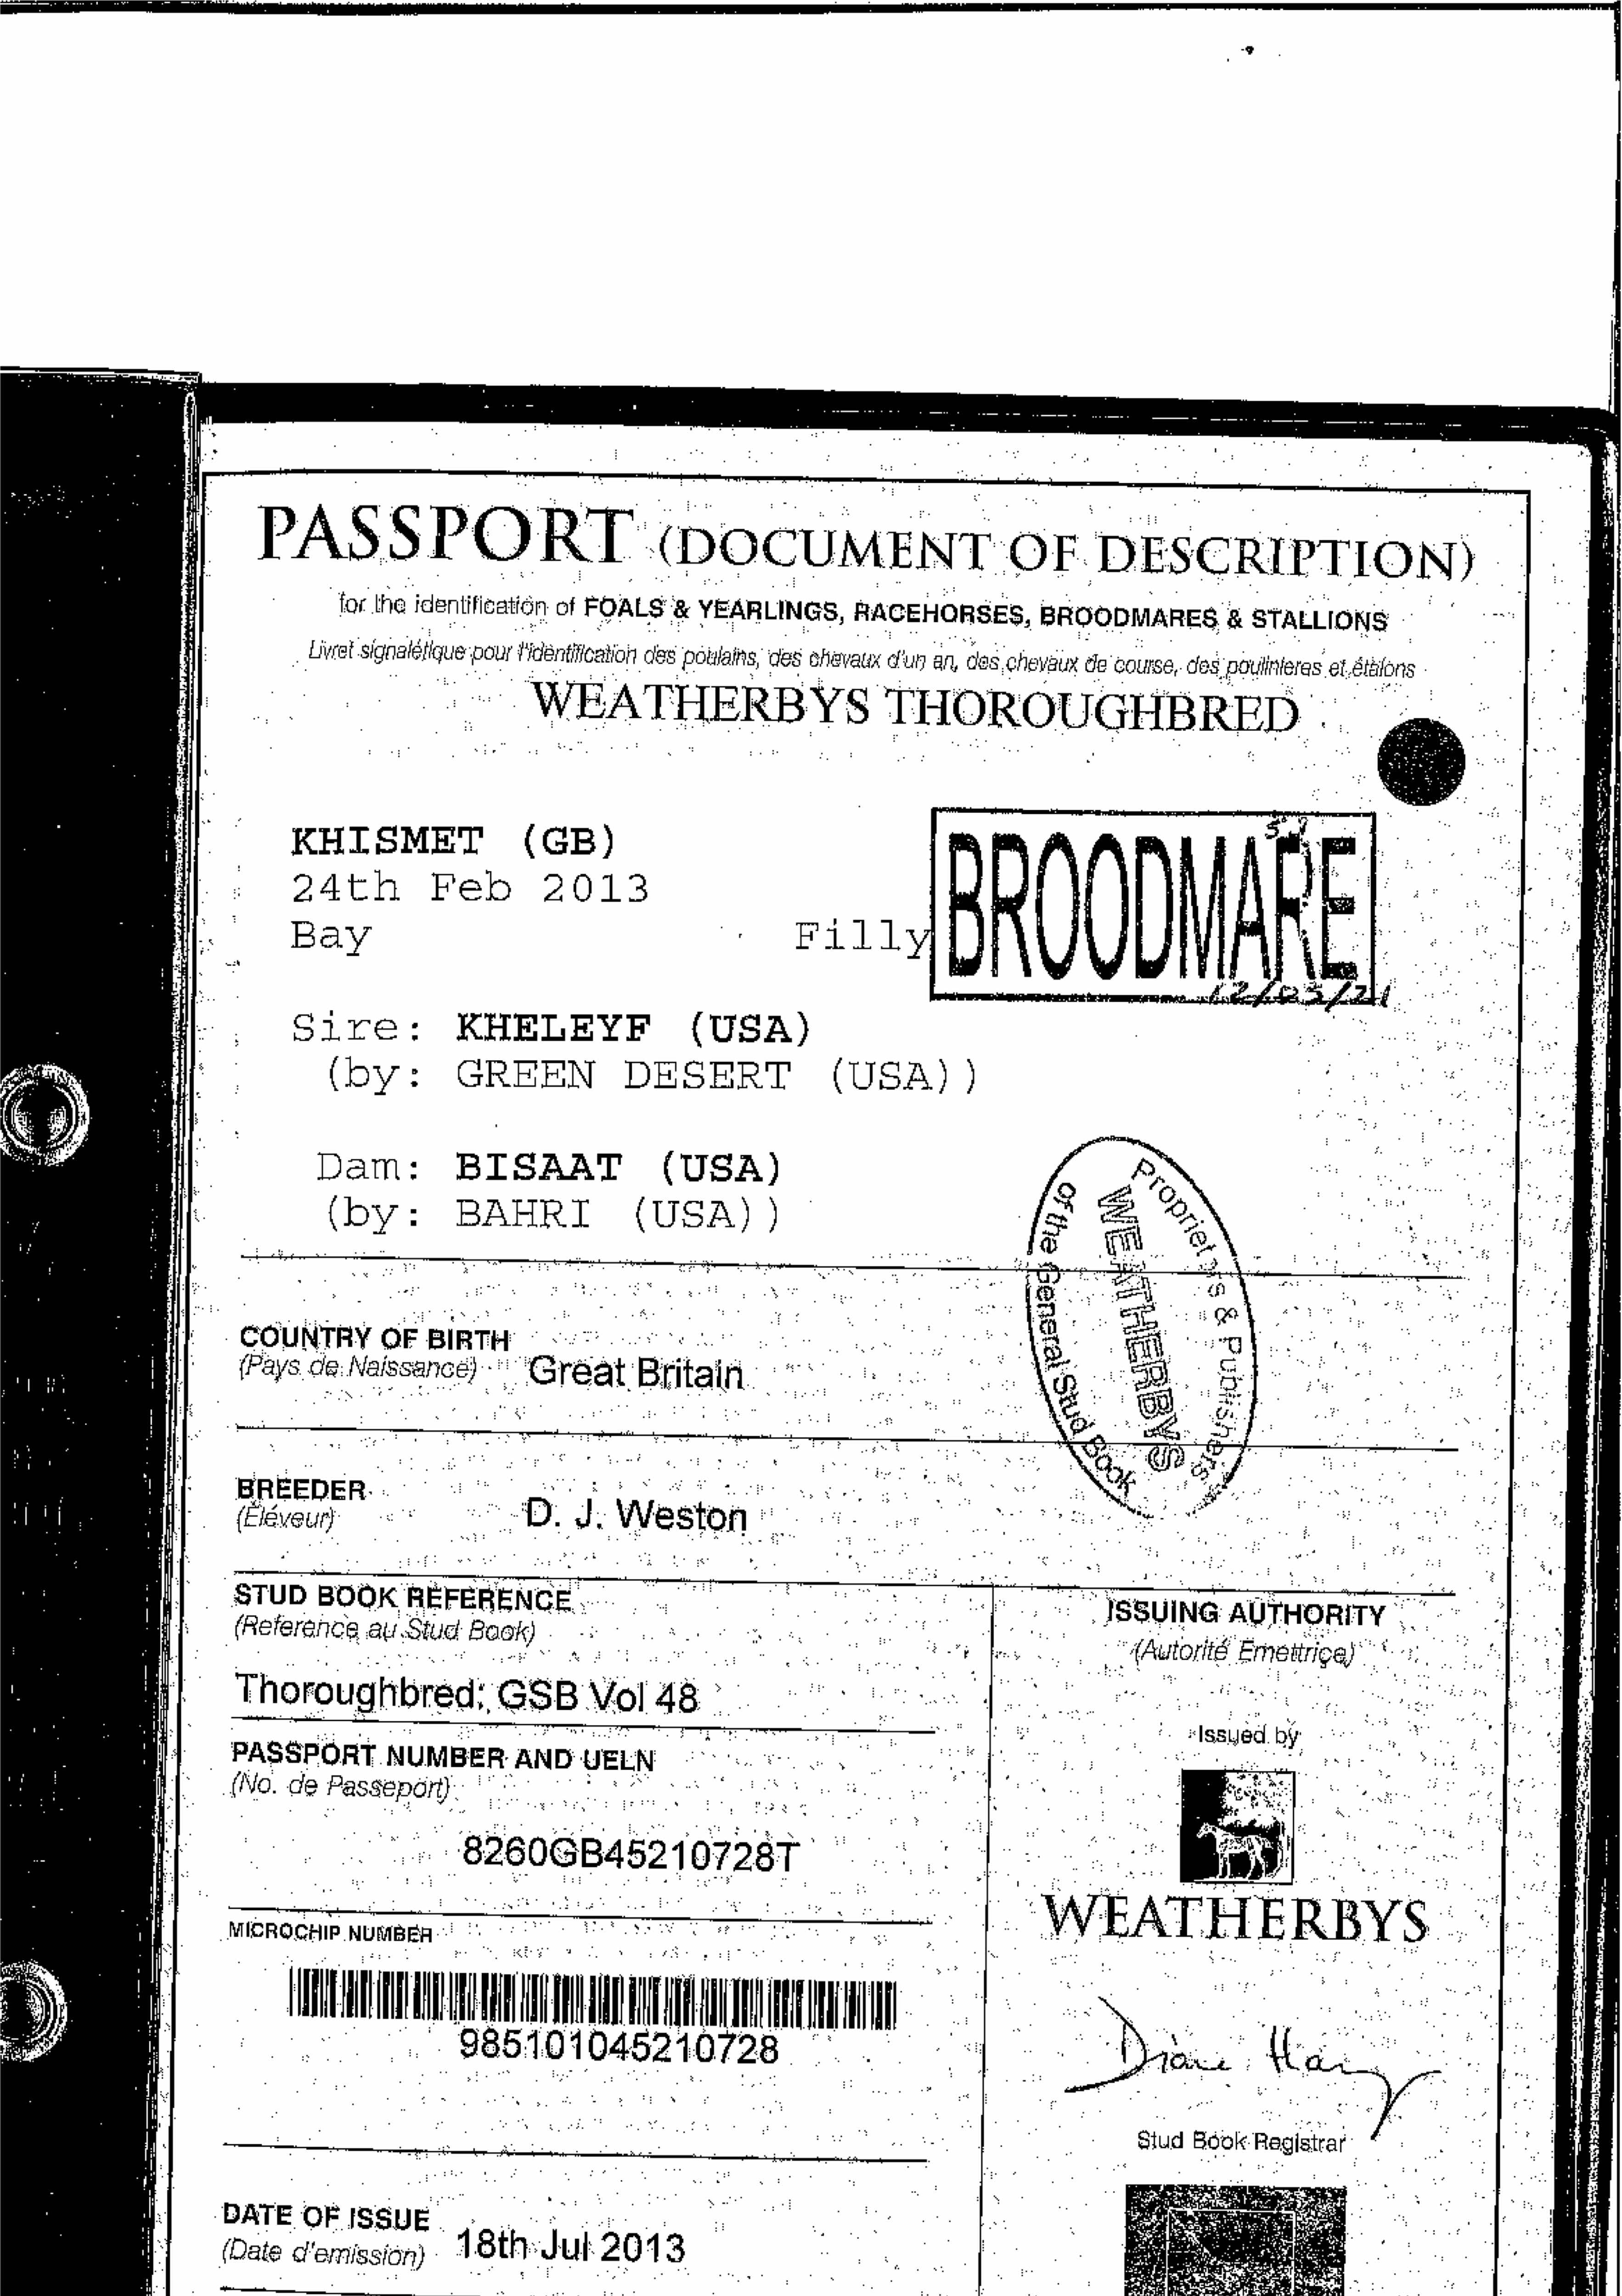 PASSPORT (DOCUMENT OF DESCRIPTION)
for the identification of FOALS & YEARLINGS, RACEHORSES, BROODMARES & STALLIONS
Livret signalétique pour l'identification des poulains, des chevaux d'un an, des chevaux de course, des poulinieres et étalons
WEATHERBYS THOROUGHBRED
KHISMET (GB)
24th Feb 2013
Bay Filly
BROODMARE
12/03/21
Sire: KHELEYF (USA)
(by: GREEN DESERT (USA))
Dam: BISAAT (USA)
(by: BAHRI (USA))
Proprietors & Publishers
WEATHERBYS
of the General Stud Book
COUNTRY OF BIRTH
(Pays de Naissance) Great Britain
BREEDER
(Éléveur) D. J. Weston
STUD BOOK REFERENCE
(Reference au Stud Book)
Thoroughbred: GSB Vol 48
PASSPORT NUMBER AND UELN
(No. de Passeport)
8260GB45210728T
MICROCHIP NUMBER
985101045210728
DATE OF ISSUE
(Date d'emission) 18th Jul 2013
ISSUING AUTHORITY
(Autorité Emettrice)
Issued by
WEATHERBYS
Stud Book Registrar